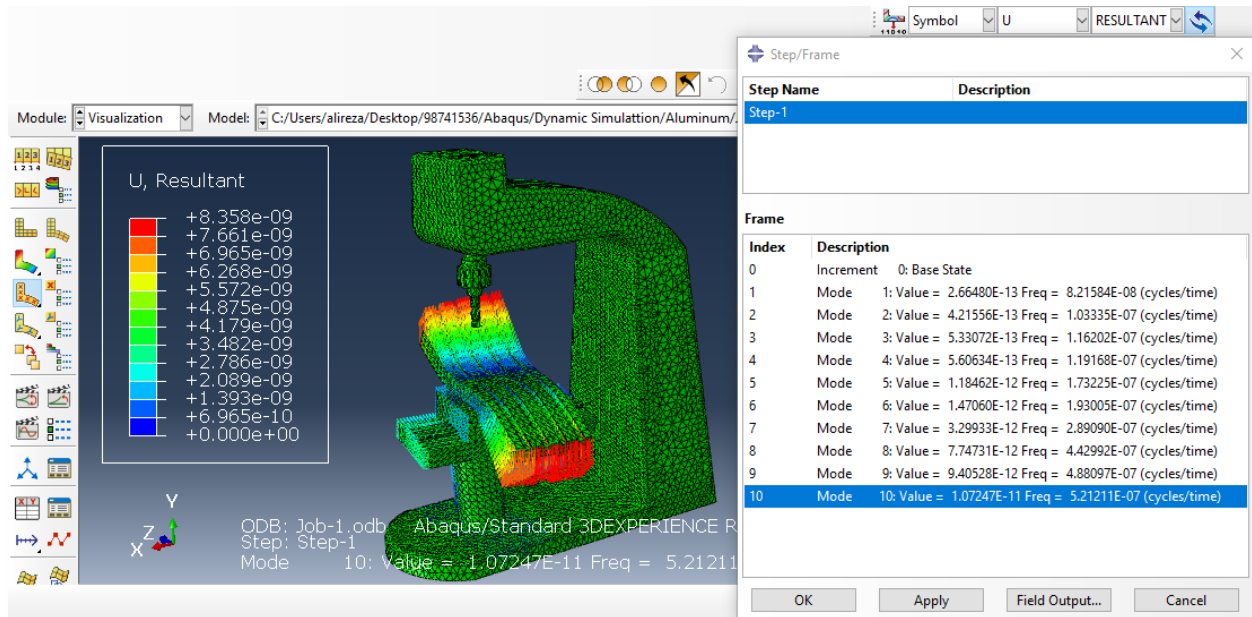 Symbol U RESULTANT
Step/Frame
Step Name Description
Step-1
Module: Visualization Model: C:/Users/alireza/Desktop/98741536/Abaqus/Dynamic Simulattion/Aluminum/
U, Resultant
+8.358e-09
+7.661e-09
+6.965e-09
+6.268e-09
+5.572e-09
+4.875e-09
+4.179e-09
+3.482e-09
+2.786e-09
+2.089e-09
+1.393e-09
+6.965e-10
+0.000e+00
Y
Z
X
ODB: Job-1.odb Abaqus/Standard 3DEXPERIENCE R
Step: Step-1
Mode 10: Value = 1.07247E-11 Freq = 5.21211
Frame
Index Description
0 Increment 0: Base State
1 Mode 1: Value = 2.66480E-13 Freq = 8.21584E-08 (cycles/time)
2 Mode 2: Value = 4.21556E-13 Freq = 1.03335E-07 (cycles/time)
3 Mode 3: Value = 5.33072E-13 Freq = 1.16202E-07 (cycles/time)
4 Mode 4: Value = 5.60634E-13 Freq = 1.19168E-07 (cycles/time)
5 Mode 5: Value = 1.18462E-12 Freq = 1.73225E-07 (cycles/time)
6 Mode 6: Value = 1.47060E-12 Freq = 1.93005E-07 (cycles/time)
7 Mode 7: Value = 3.29933E-12 Freq = 2.89090E-07 (cycles/time)
8 Mode 8: Value = 7.74731E-12 Freq = 4.42992E-07 (cycles/time)
9 Mode 9: Value = 9.40528E-12 Freq = 4.88097E-07 (cycles/time)
10 Mode 10: Value = 1.07247E-11 Freq = 5.21211E-07 (cycles/time)
OK Apply Field Output... Cancel